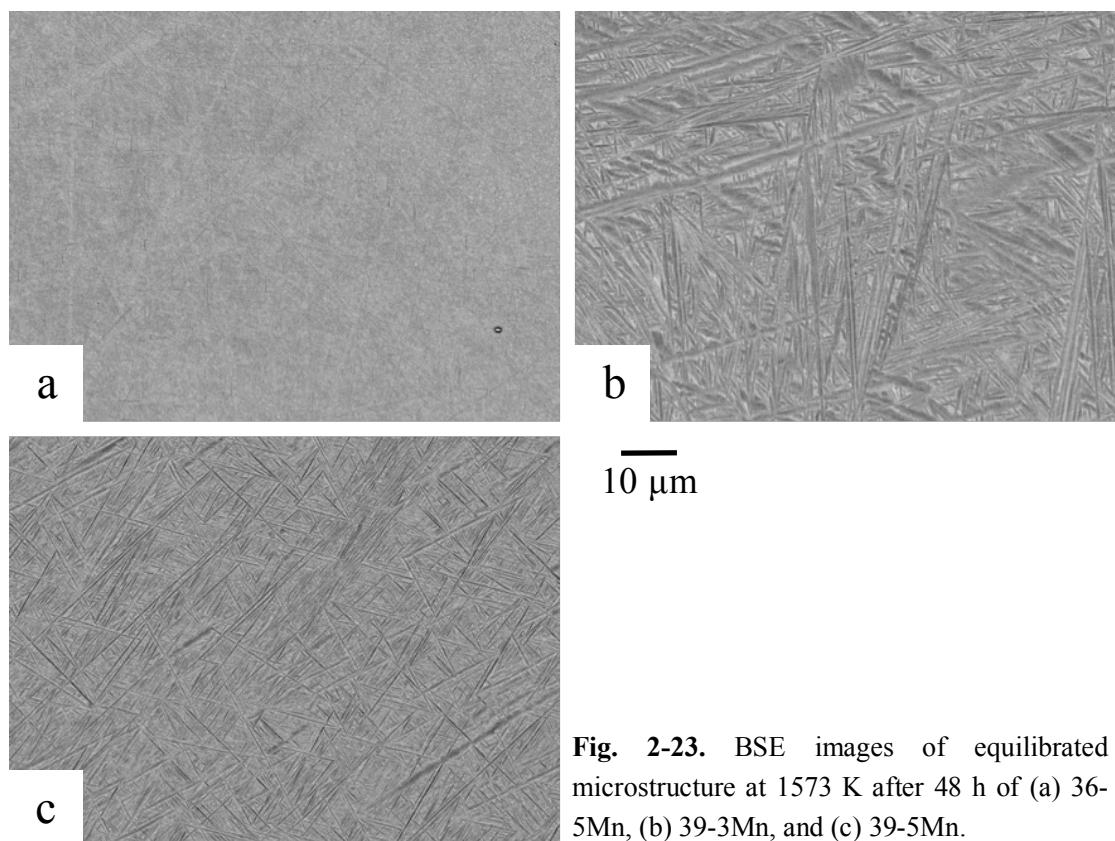 a
b
10 μm
c
Fig. 2-23. BSE images of equilibrated
microstructure at 1573 K after 48 h of (a) 36-
5Mn, (b) 39-3Mn, and (c) 39-5Mn.